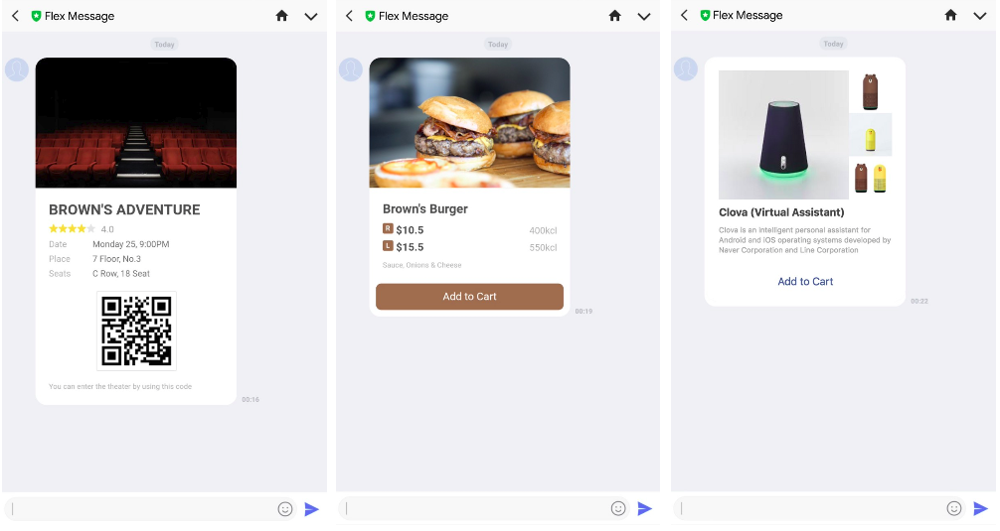 Flex Message
Today
BROWN'S ADVENTURE
4.0
Date Monday 25, 9:00PM
Place 7 Floor, No.3
Seats C Row, 18 Seat
You can enter the theater by using this code
00:16
Flex Message
Today
Brown's Burger
R $10.5 400kcl
L $15.5 550kcl
Sauce, Onions & Cheese
Add to Cart
00:19
Flex Message
Today
Clova (Virtual Assistant)
Clova is an intelligent personal assistant for
Android and iOS operating systems developed by
Naver Corporation and Line Corporation
Add to Cart
00:22